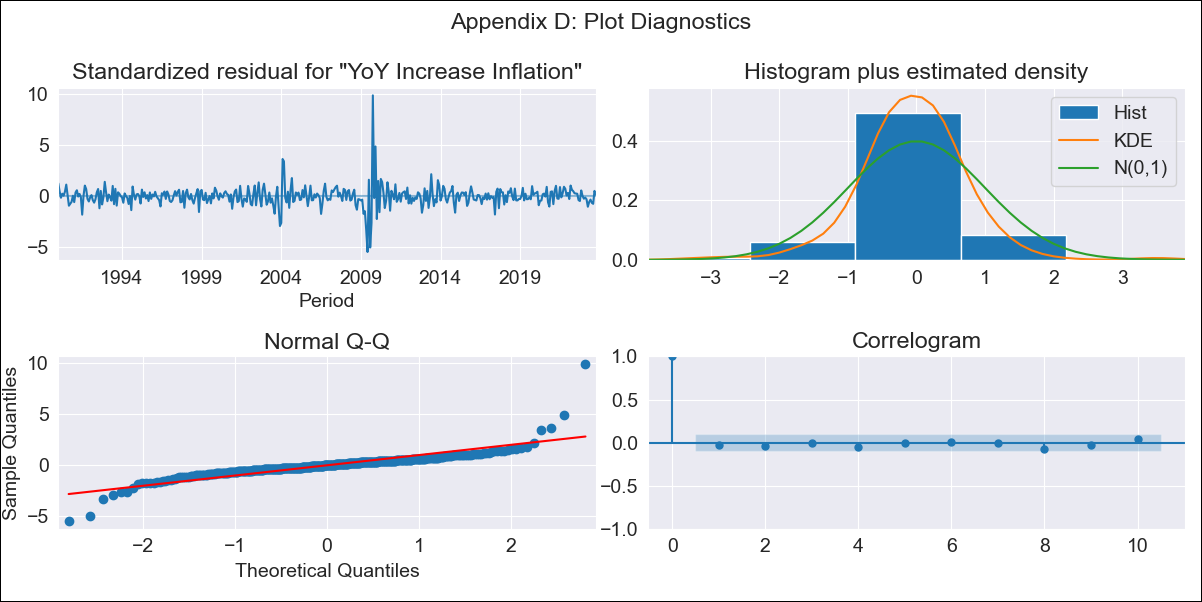 Appendix D: Plot Diagnostics
Standardized residual for "YoY Increase Inflation"
10
5
0
−5
1994 1999 2004 2009 2014 2019
Period
Histogram plus estimated density
Hist
KDE
N(0,1)
0.4
0.2
0.0
−3 −2 −1 0 1 2 3
Normal Q-Q
Sample Quantiles
10
5
0
−5
−2 −1 0 1 2
Theoretical Quantiles
Correlogram
1.0
0.5
0.0
−0.5
−1.0
0 2 4 6 8 10